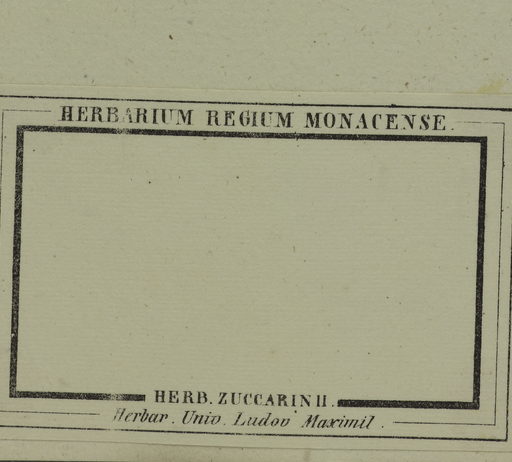 HERBARIUM REGIUM MONACENSE.
HERB. ZUCCARINII.
Herbar. Univ. Ludov. Maximil.